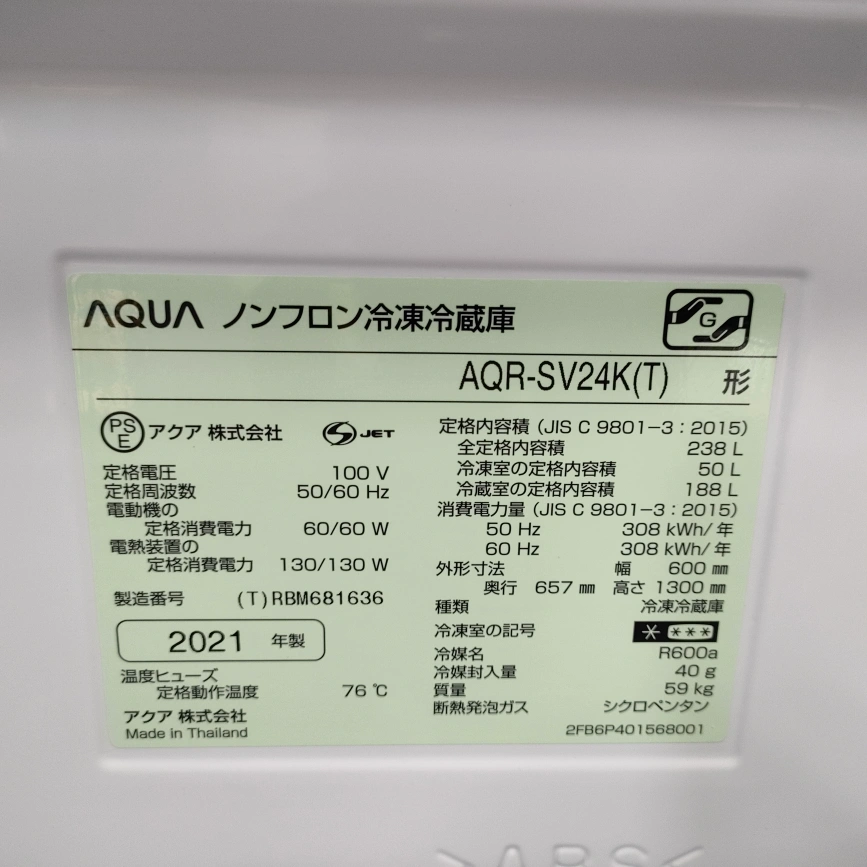 AQUA ノンフロン冷凍冷蔵庫
G
AQR-SV24K(T) 形
PSE アクア 株式会社 S JET
定格電圧 100 V
定格周波数 50/60 Hz
電動機の
定格消費電力 60/60 W
電熱装置の
定格消費電力 130/130 W
製造番号 (T)RBM681636
2021 年製
温度ヒューズ
定格動作温度 76 ℃
アクア 株式会社
Made in Thailand
定格内容積 (JIS C 9801-3:2015)
全定格内容積 238 L
冷凍室の定格内容積 50 L
冷蔵室の定格内容積 188 L
消費電力量 (JIS C 9801-3:2015)
50 Hz 308 kWh/年
60 Hz 308 kWh/年
外形寸法 幅 600 ㎜
奥行 657 ㎜ 高さ 1300 ㎜
種類 冷凍冷蔵庫
冷凍室の記号 * ***
冷媒名 R600a
冷媒封入量 40 g
質量 59 kg
断熱発泡ガス シクロペンタン
2FB6P401568001
>ABS<